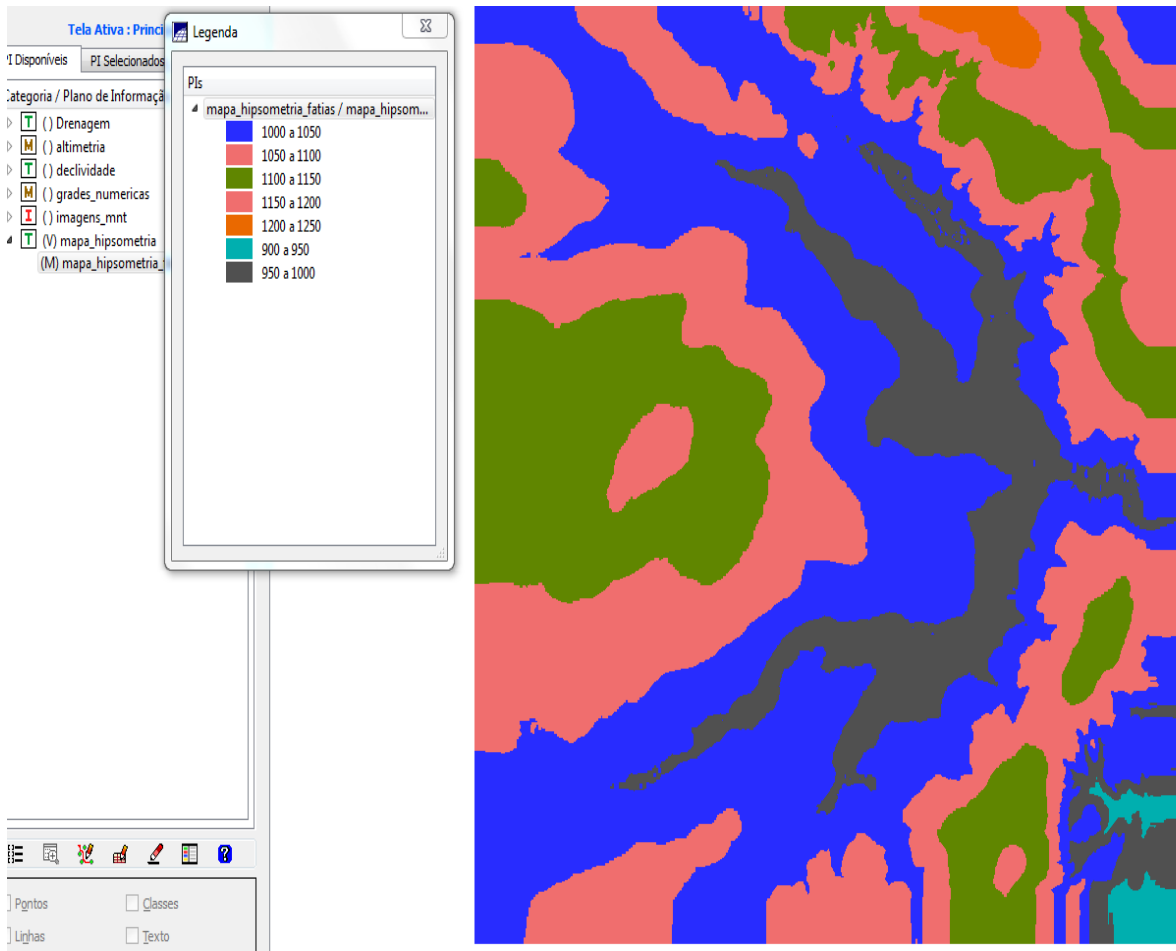 Tela Ativa : Princi
PI Disponíveis
PI Selecionados
Categoria / Plano de Informaçã
T () Drenagem
M () altimetria
T () declividade
M () grades_numericas
I () imagens_mnt
T (V) mapa_hipsometria
(M) mapa_hipsometria_
Legenda
PIs
mapa_hipsometria_fatias / mapa_hipsom...
1000 a 1050
1050 a 1100
1100 a 1150
1150 a 1200
1200 a 1250
900 a 950
950 a 1000
?
Pontos
Classes
Linhas
Texto